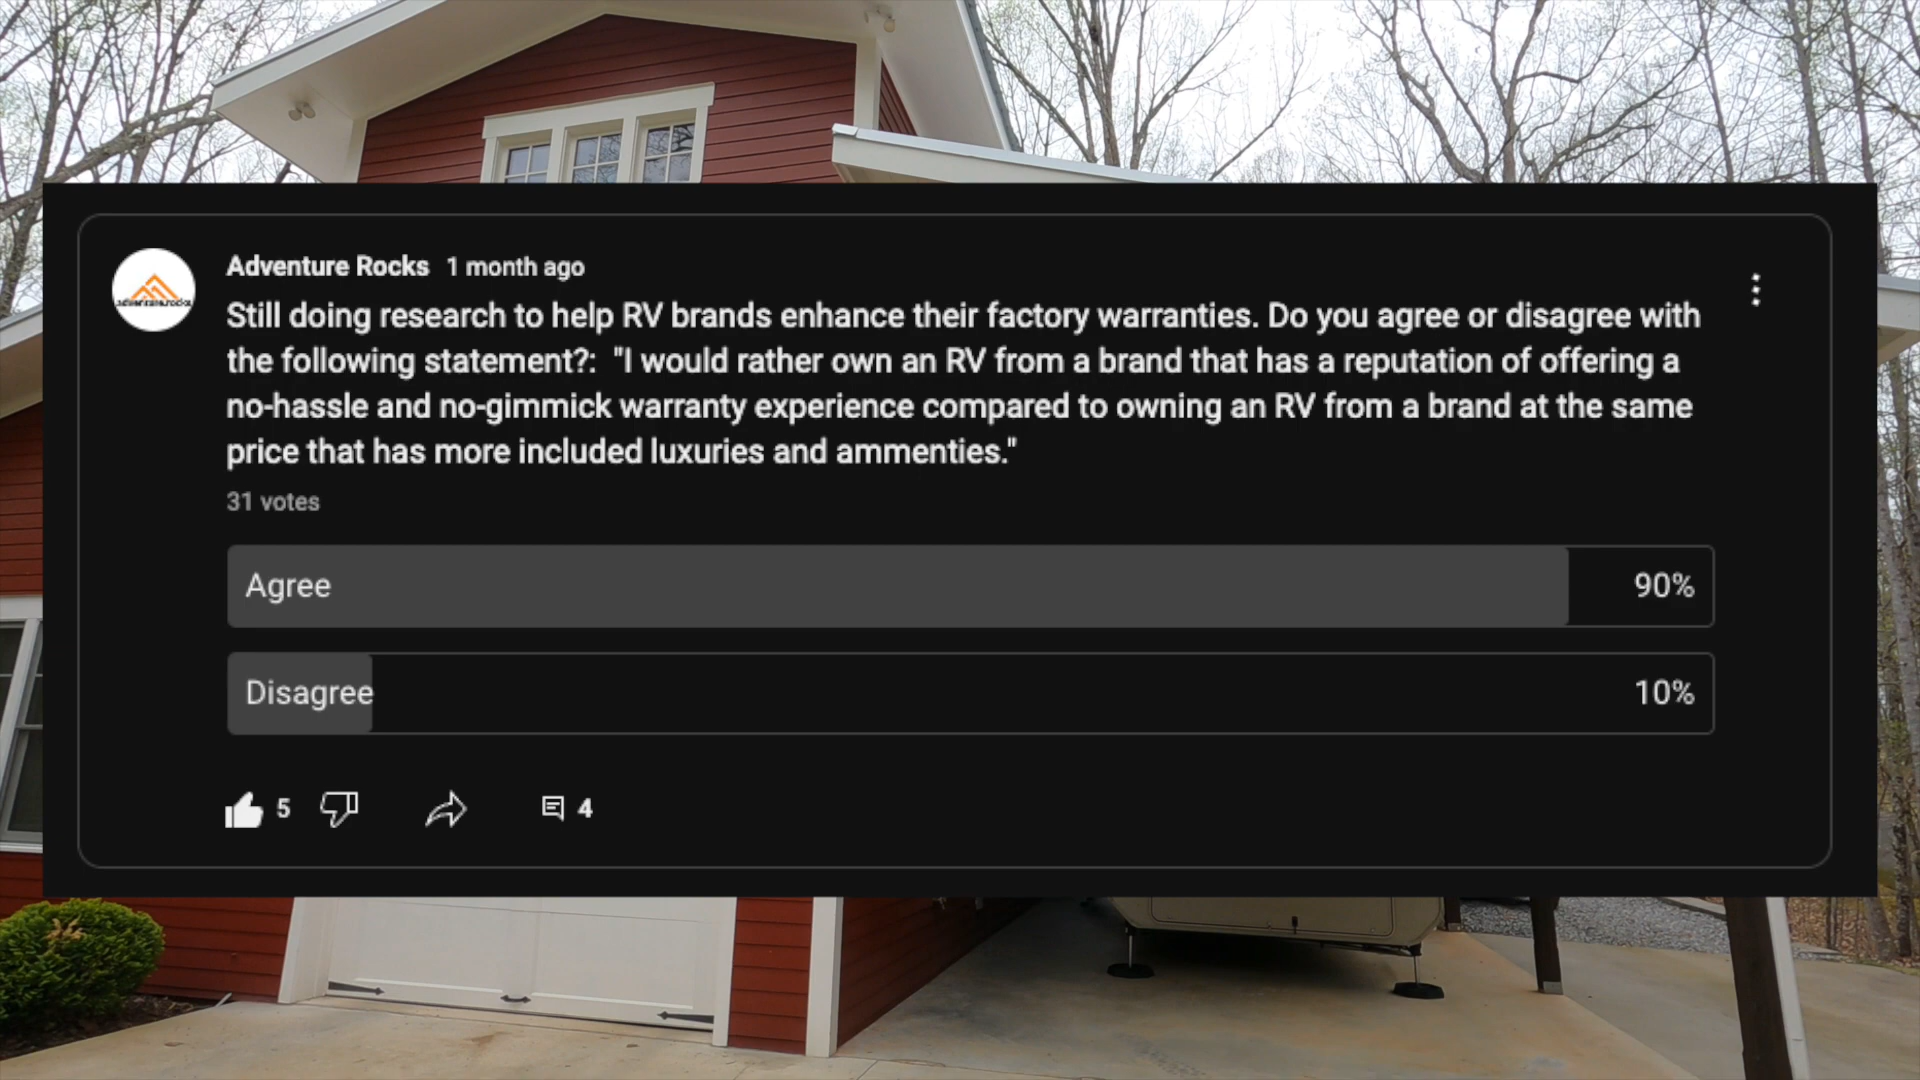 Adventure Rocks 1 month ago
Still doing research to help RV brands enhance their factory warranties. Do you agree or disagree with
the following statement?: "I would rather own an RV from a brand that has a reputation of offering a
no-hassle and no-gimmick warranty experience compared to owning an RV from a brand at the same
price that has more included luxuries and ammenties."
31 votes
Agree 90%
Disagree 10%
5 4